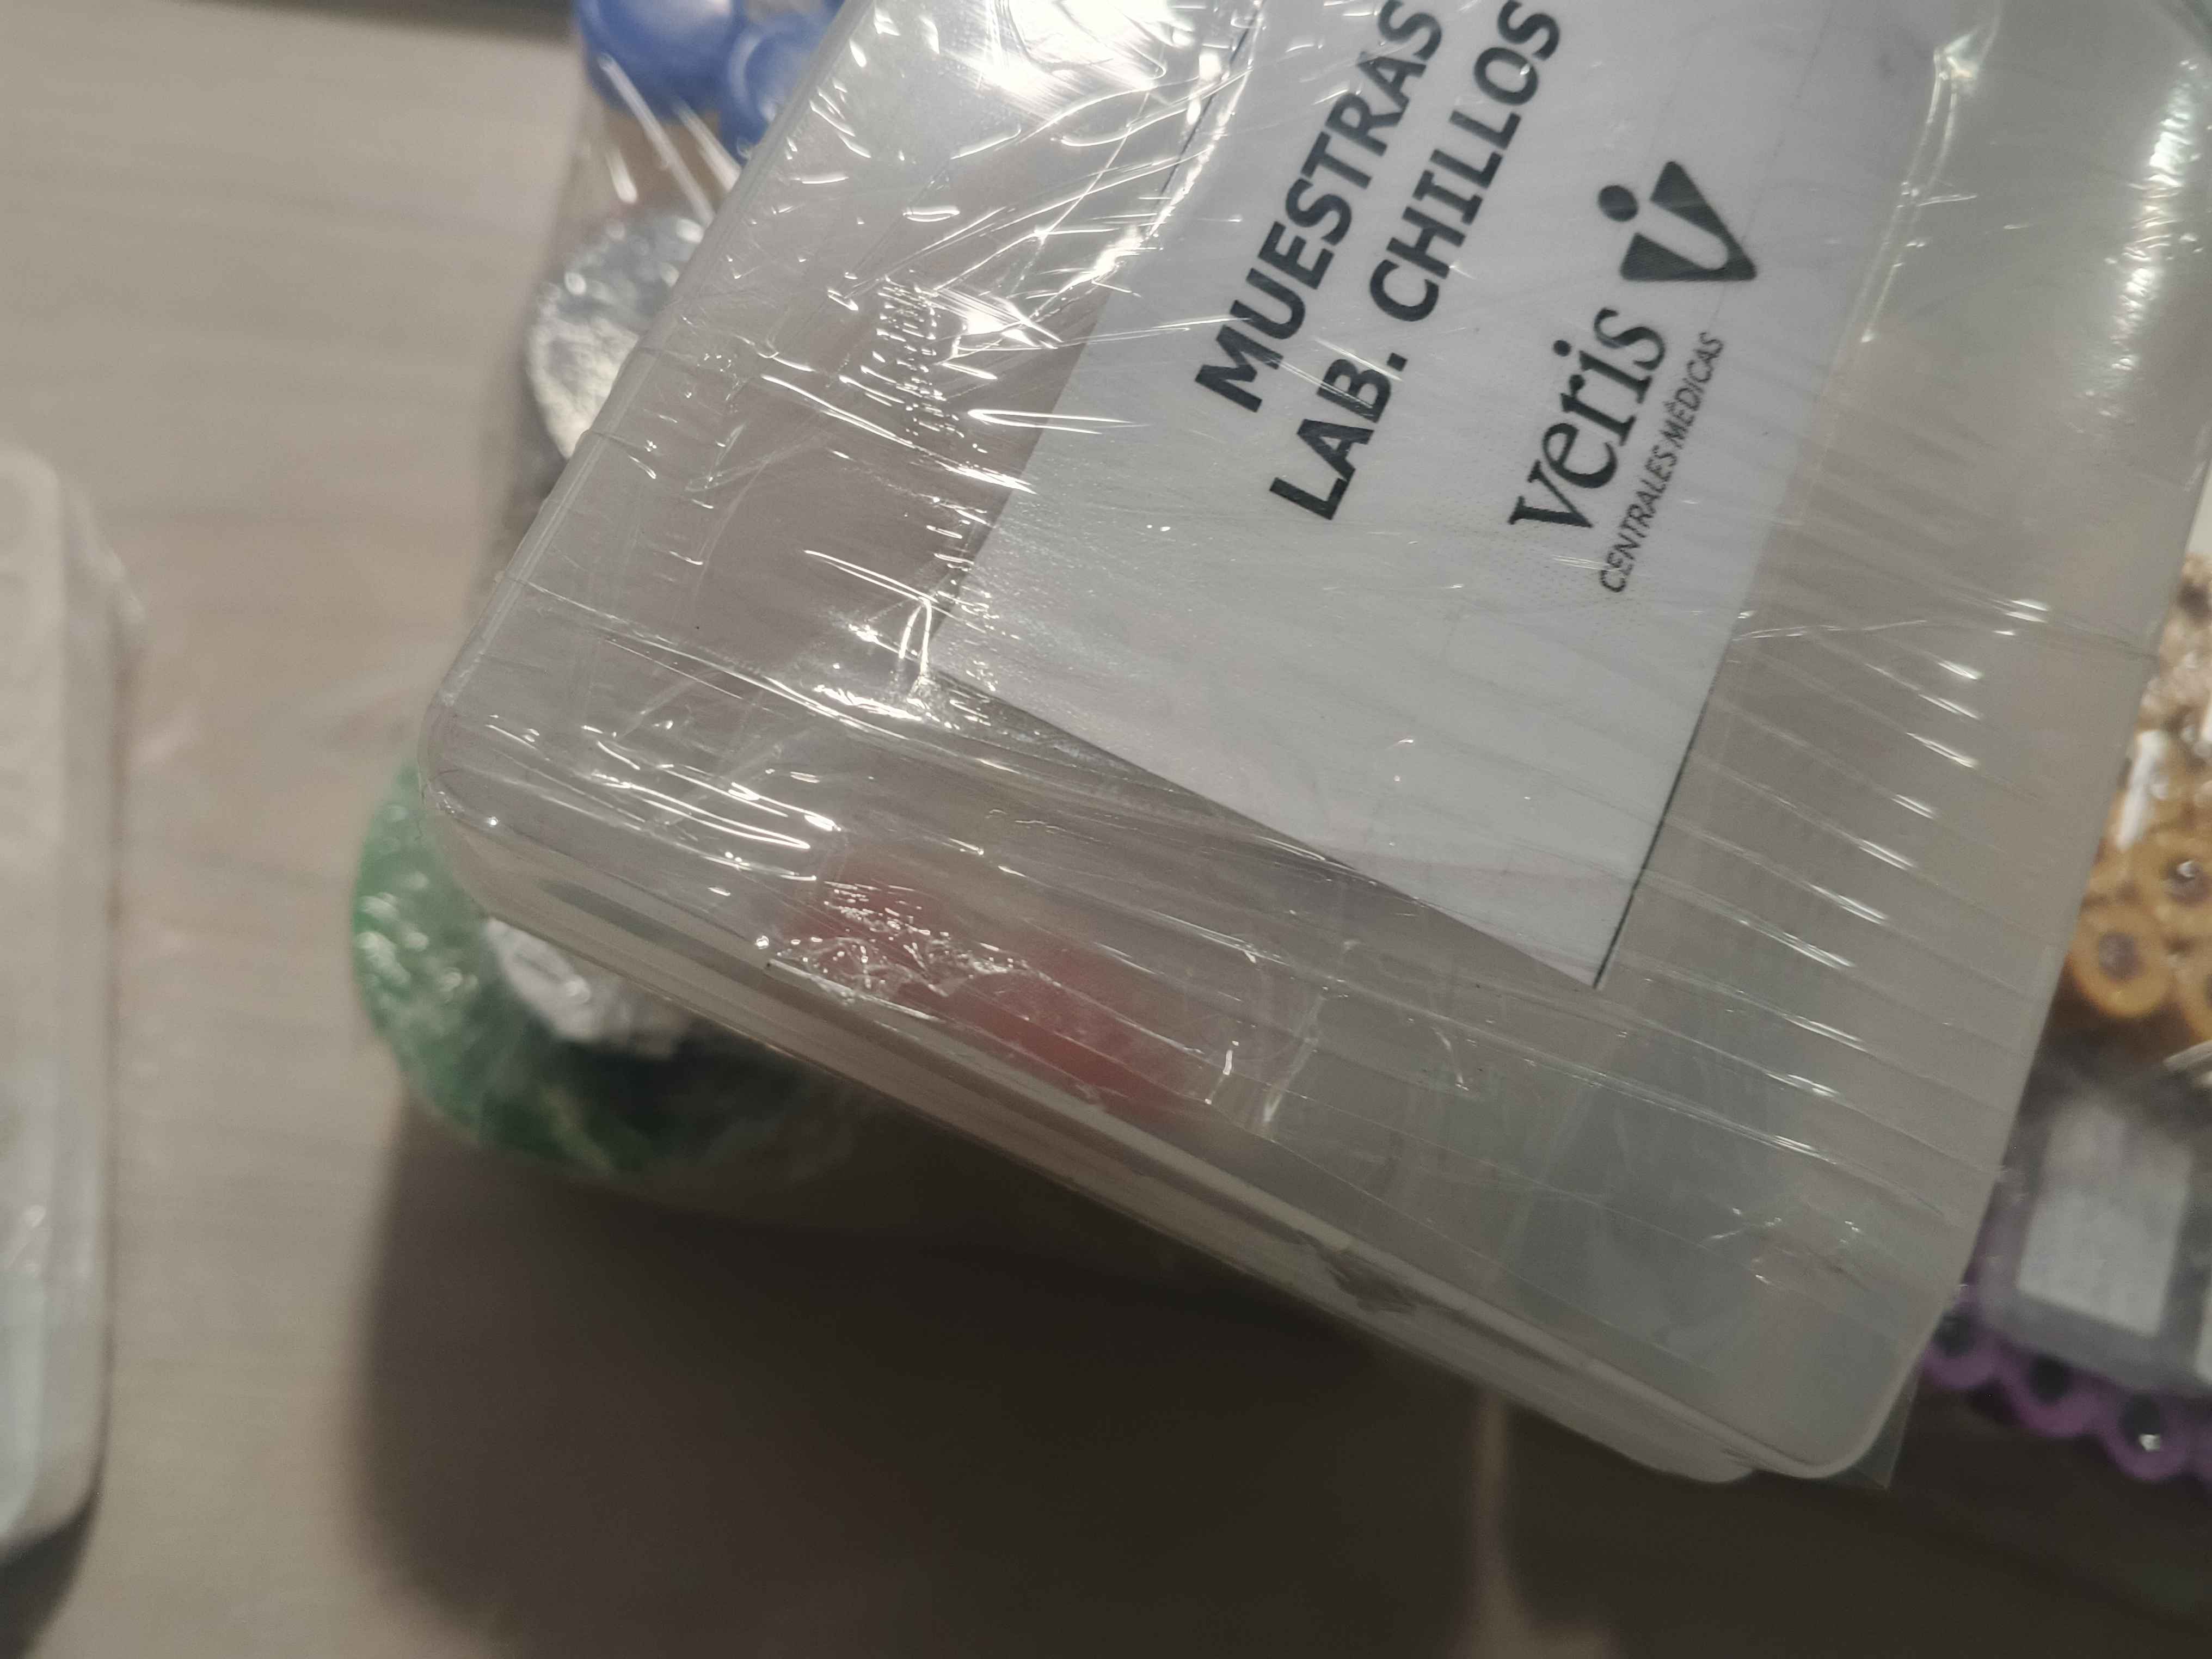 MUESTRAS
LAB. CHILLOS
veris
CENTRALES MÉDICAS